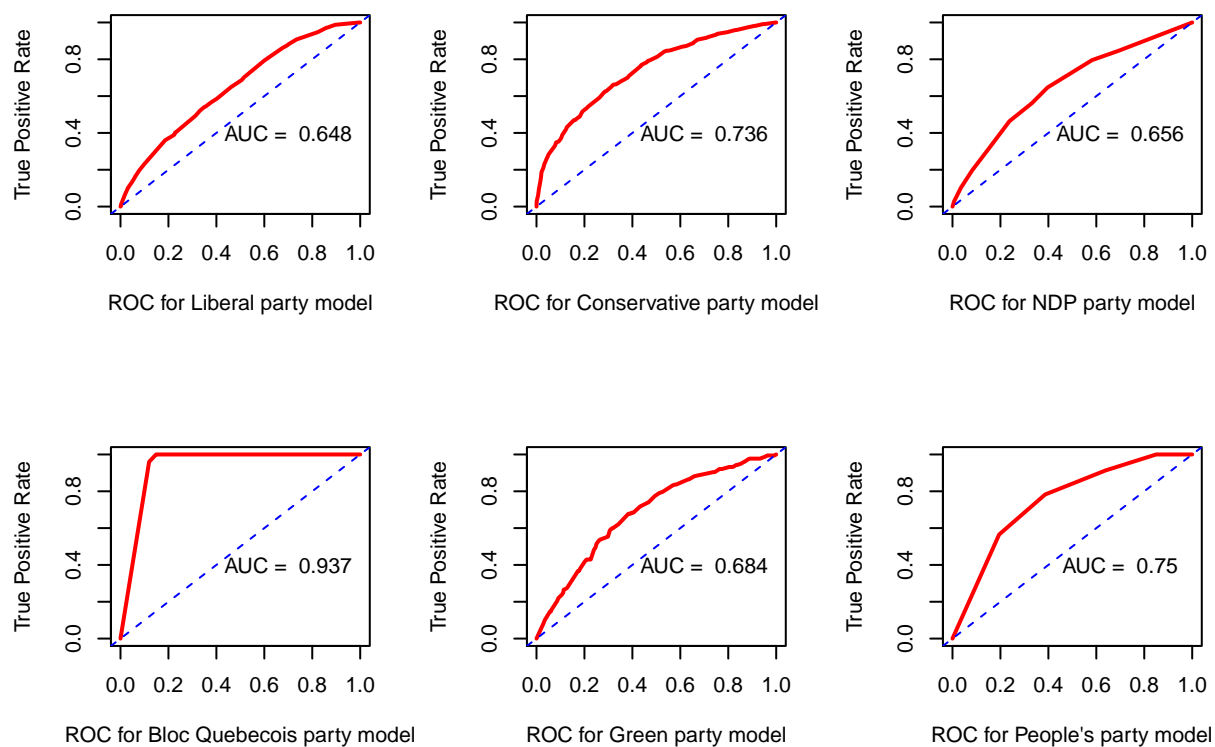 True Positive Rate
0.0 0.4 0.8
AUC = 0.648
0.0 0.2 0.4 0.6 0.8 1.0
ROC for Liberal party model
True Positive Rate
0.0 0.4 0.8
AUC = 0.736
0.0 0.2 0.4 0.6 0.8 1.0
ROC for Conservative party model
True Positive Rate
0.0 0.4 0.8
AUC = 0.656
0.0 0.2 0.4 0.6 0.8 1.0
ROC for NDP party model
True Positive Rate
0.0 0.4 0.8
AUC = 0.937
0.0 0.2 0.4 0.6 0.8 1.0
ROC for Bloc Quebecois party model
True Positive Rate
0.0 0.4 0.8
AUC = 0.684
0.0 0.2 0.4 0.6 0.8 1.0
ROC for Green party model
True Positive Rate
0.0 0.4 0.8
AUC = 0.75
0.0 0.2 0.4 0.6 0.8 1.0
ROC for People's party model